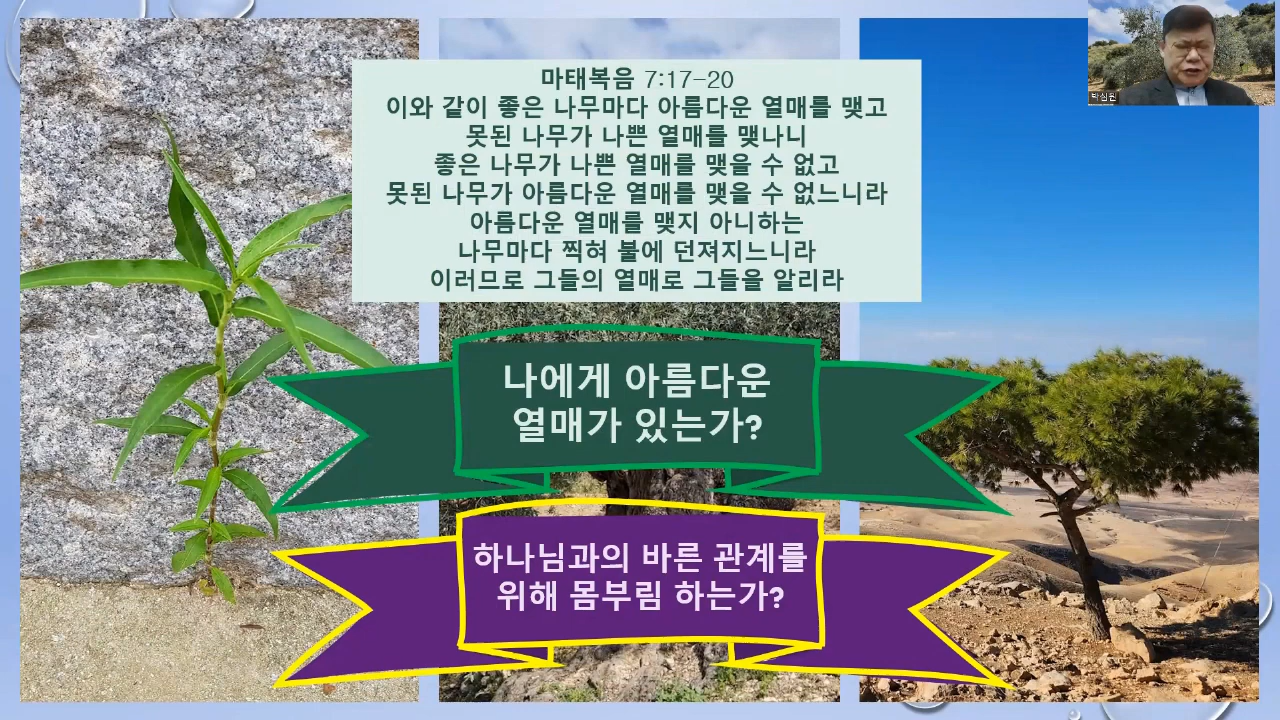 마태복음 7:17-20
이와 같이 좋은 나무마다 아름다운 열매를 맺고
못된 나무가 나쁜 열매를 맺나니
좋은 나무가 나쁜 열매를 맺을 수 없고
못된 나무가 아름다운 열매를 맺을 수 없느니라
아름다운 열매를 맺지 아니하는
나무마다 찍혀 불에 던져지느니라
이러므로 그들의 열매로 그들을 알리라
나에게 아름다운
열매가 있는가?
하나님과의 바른 관계를
위해 몸부림 하는가?